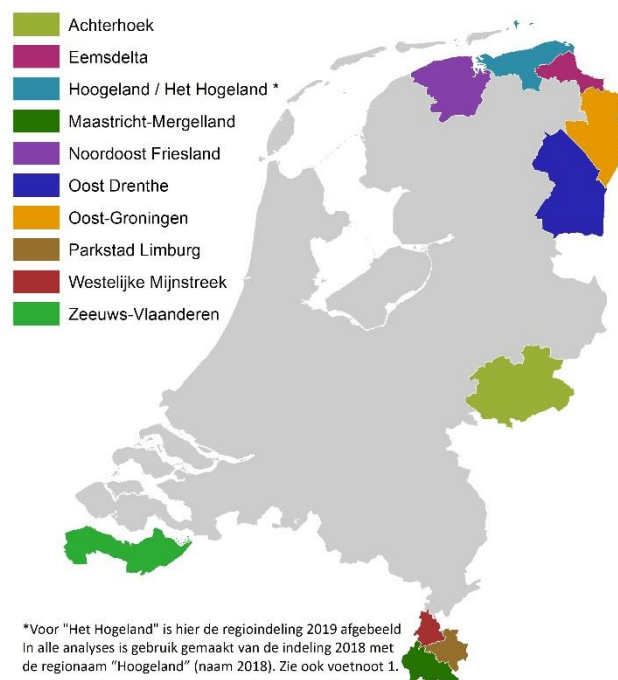 Achterhoek
Eemsdelta
Hoogeland / Het Hogeland *
Maastricht-Mergelland
Noordoost Friesland
Oost Drenthe
Oost-Groningen
Parkstad Limburg
Westelijke Mijnstreek
Zeeuws-Vlaanderen
*Voor "Het Hogeland" is hier de regioindeling 2019 afgebeeld
In alle analyses is gebruik gemaakt van de indeling 2018 met
de regionaam “Hoogeland” (naam 2018). Zie ook voetnoot 1.